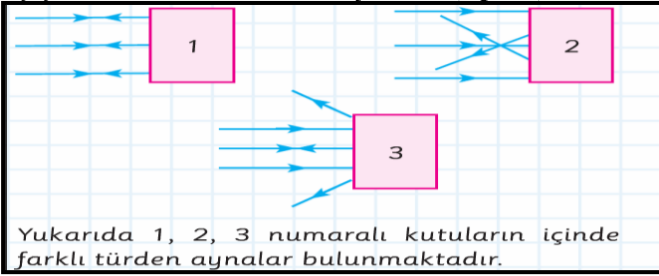 1
2
3
Yukarıda 1, 2, 3 numaralı kutuların içinde
farklı türden aynalar bulunmaktadır.